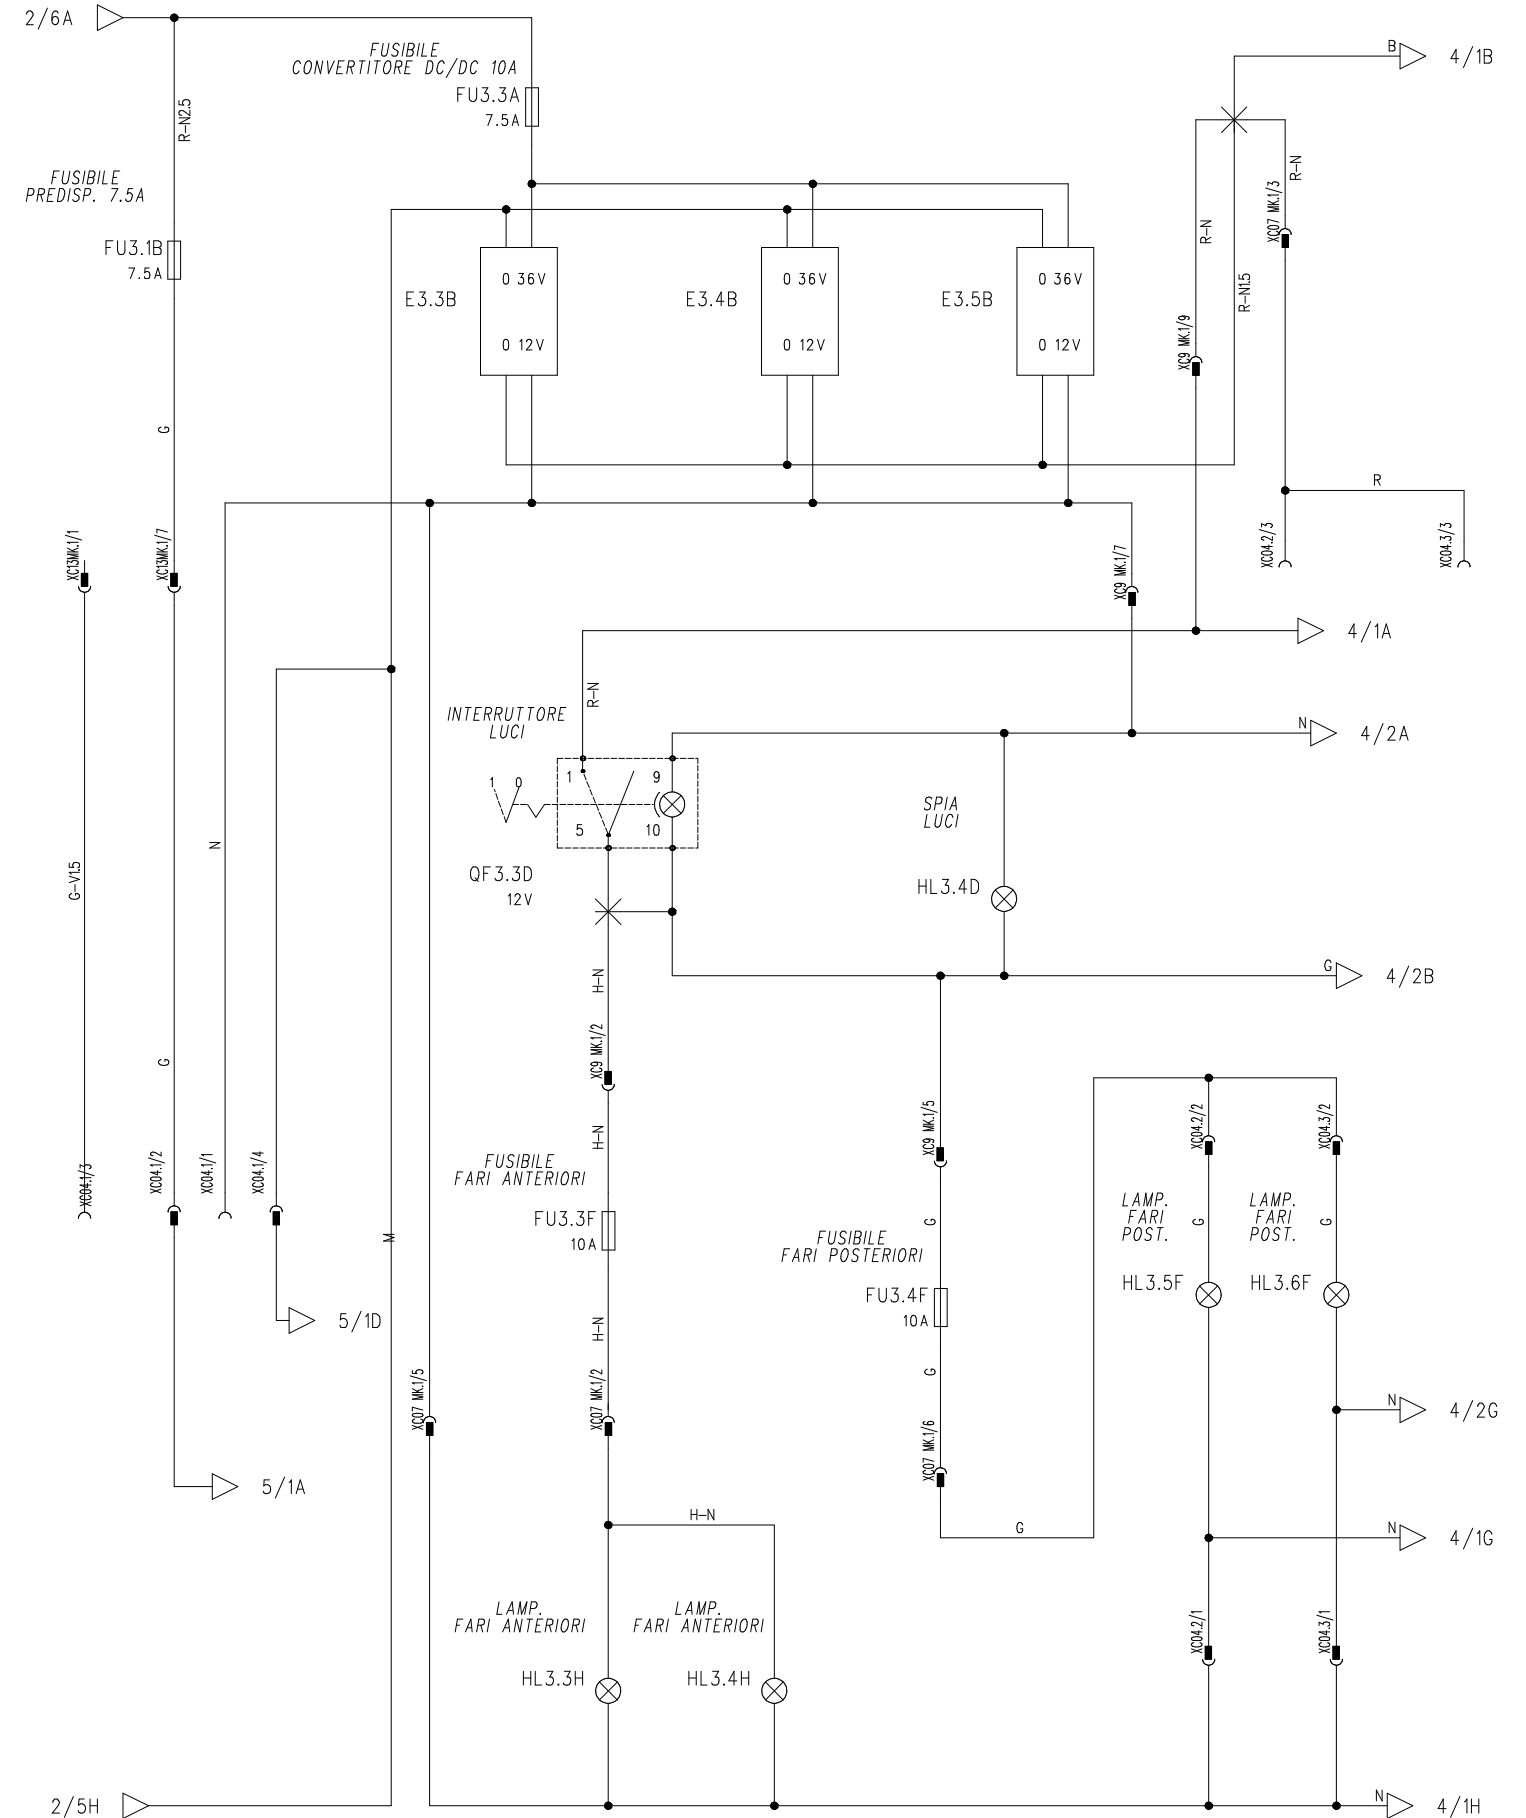 2/6A
B
4/1B
FUSIBILE
CONVERTITORE DC/DC 10A
FU3.3A
7.5A
R-N2.5
FUSIBILE
PREDISP. 7.5A
FU3.1B
7.5A
R-N
XC07 MK.1/3
R-N
R-N1.5
0 36V
0 36V
0 36V
E3.3B
E3.4B
E3.5B
0 12V
0 12V
0 12V
XC9 MK.1/9
G
R
XC13MK.1/1
XC13MK.1/7
XC9 MK.1/7
XC04.2/3
XC04.3/3
4/1A
R-N
INTERRUTTORE
LUCI
N
4/2A
1 0
1
9
5
10
SPIA
LUCI
QF3.3D
12V
HL3.4D
G-V1.5
N
G
4/2B
H-N
XC9 MK.1/2
G
H-N
XC9 MK.1/5
XC04.2/2
XC04.3/2
XC04.1/3
XC04.1/2
XC04.1/1
XC04.1/4
FUSIBILE
FARI ANTERIORI
FU3.3F
10A
M
LAMP.
FARI
POST.
G
LAMP.
FARI
POST.
G
G
FUSIBILE
FARI POSTERIORI
FU3.4F
10A
HL3.5F
HL3.6F
5/1D
H-N
G
XC07 MK.1/5
XC07 MK.1/2
XC07 MK.1/6
N
4/2G
5/1A
H-N
G
N
4/1G
LAMP.
FARI ANTERIORI
LAMP.
FARI ANTERIORI
XC04.2/1
XC04.3/1
HL3.3H
HL3.4H
2/5H
N
4/1H